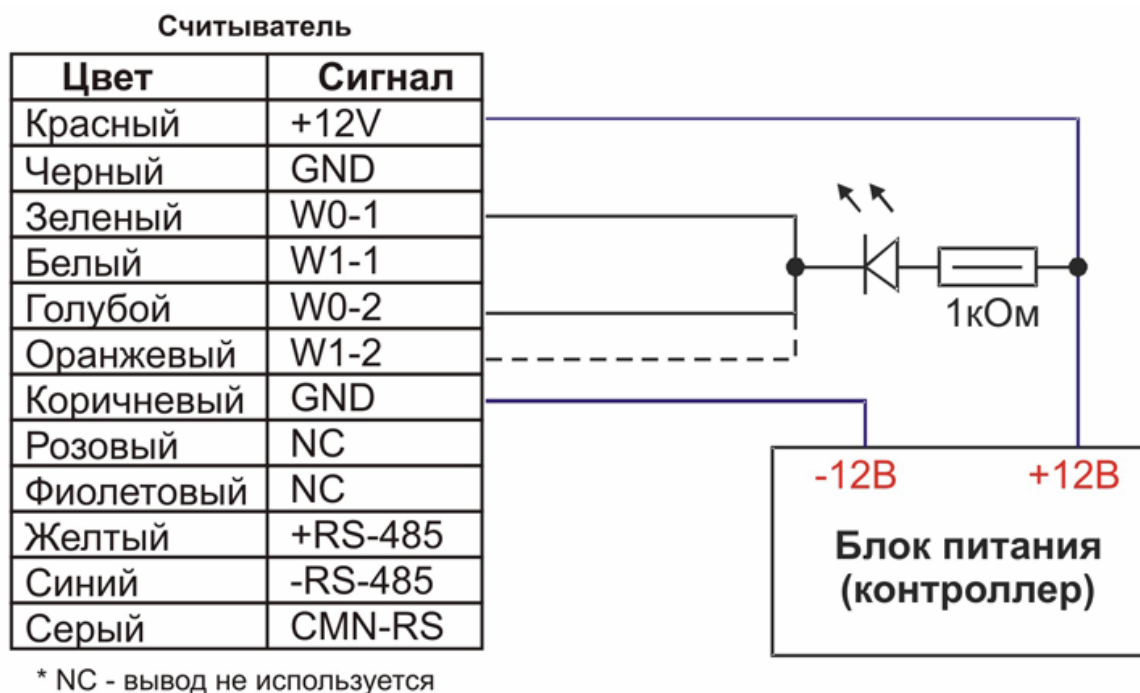 Считыватель
Цвет Сигнал
Красный +12V
Черный GND
Зеленый W0-1
Белый W1-1
Голубой W0-2
Оранжевый W1-2
Коричневый GND
Розовый NC
Фиолетовый NC
Желтый +RS-485
Синий -RS-485
Серый CMN-RS
* NC - вывод не используется
1кОм
-12В +12В
Блок питания
(контроллер)